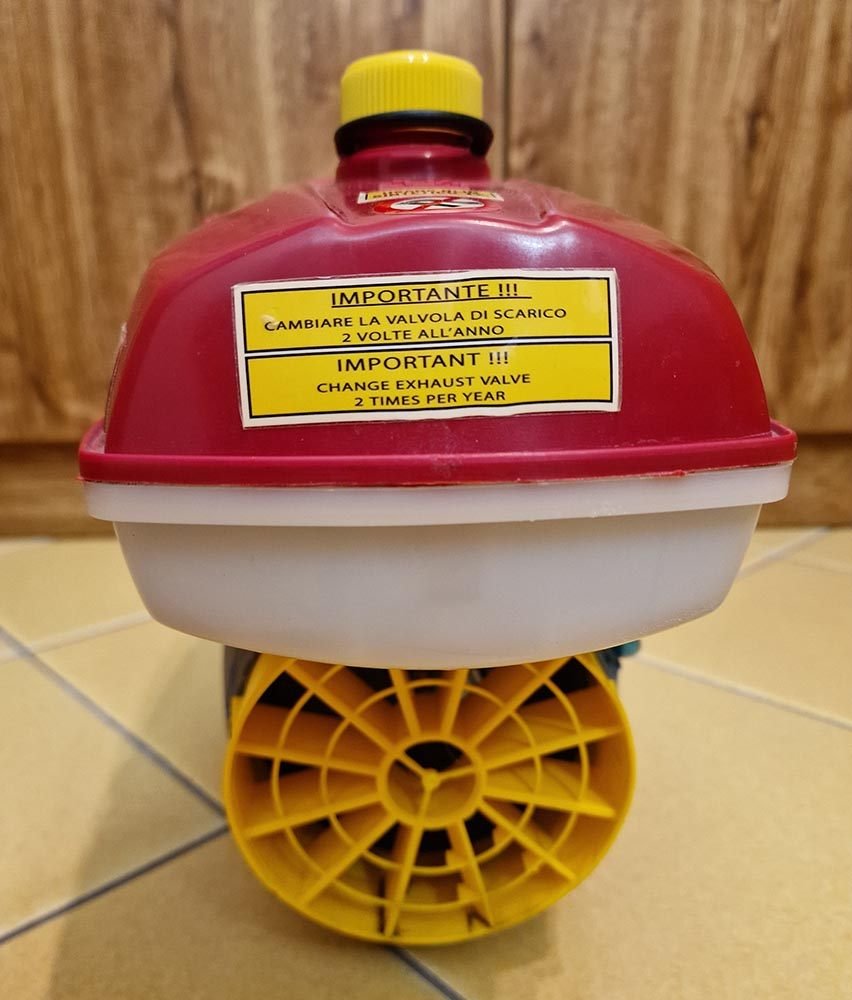 IMPORTANTE !!!
CAMBIARE LA VALVOLA DI SCARICO
2 VOLTE ALL'ANNO
IMPORTANT !!!
CHANGE EXHAUST VALVE
2 TIMES PER YEAR